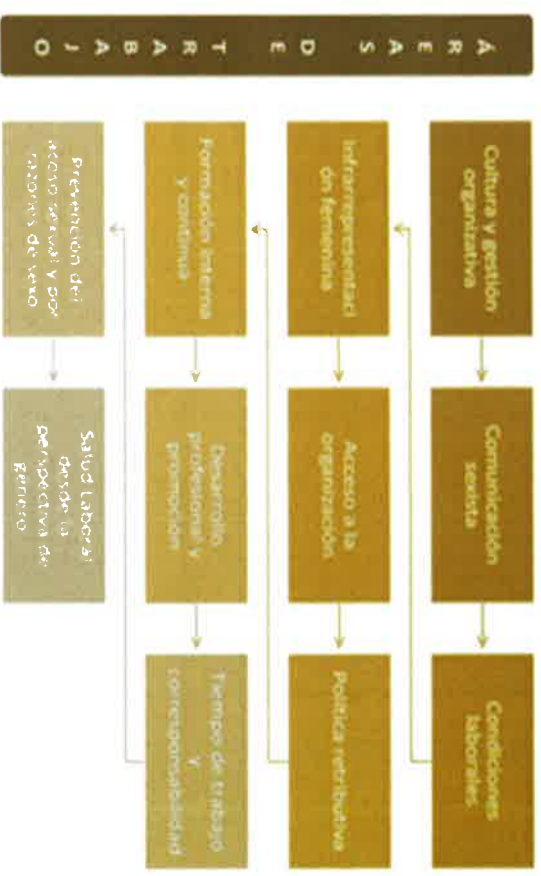 ÁREAS DE TRABAJO
Cultura y gestión
organizativa
Comunicación
sexista
Condiciones
laborales
Infrarrepresentaci
ón femenina
Acceso a la
organización
Política retributiva
Formación interna
y continua
Desarrollo
profesional y
promoción
Tiempo de trabajo
y
corresponsabilidad
Prevención del
acoso sexual y por
razones de sexo
Salud Laboral
desde la
perspectiva de
género